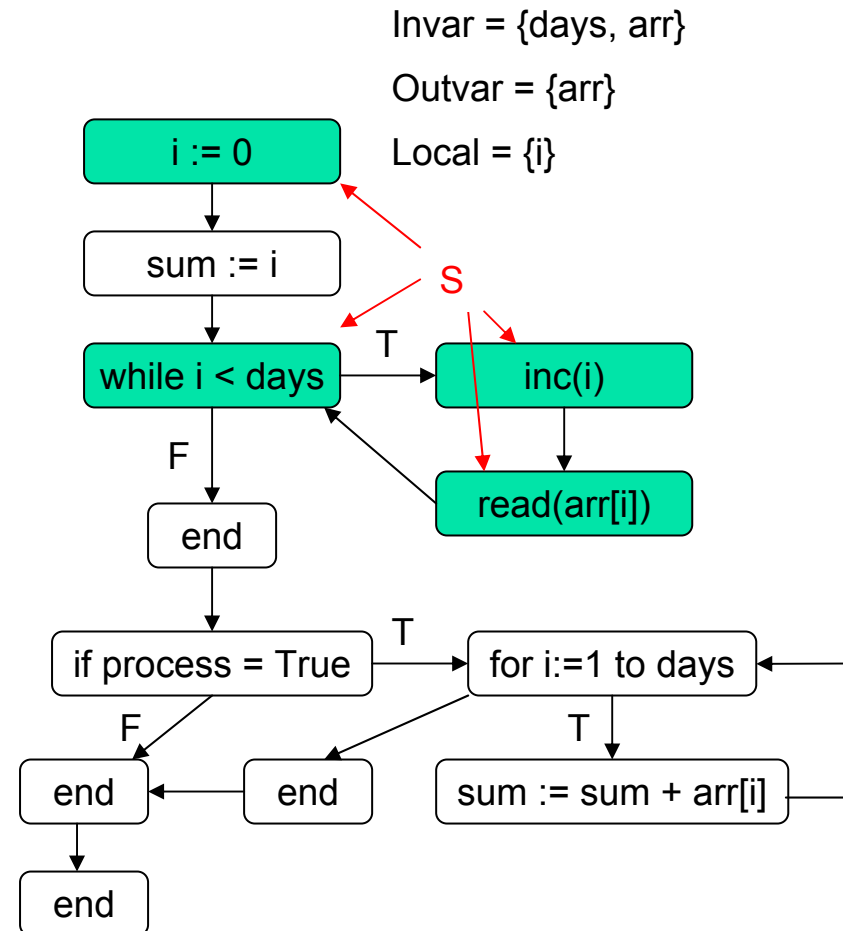 Invar = {days, arr}
Outvar = {arr}
i := 0
Local = {i}
sum := i
S
while i < days
T
inc(i)
F
read(arr[i])
end
if process = True
T
for i:=1 to days
F
T
end
end
sum := sum + arr[i]
end